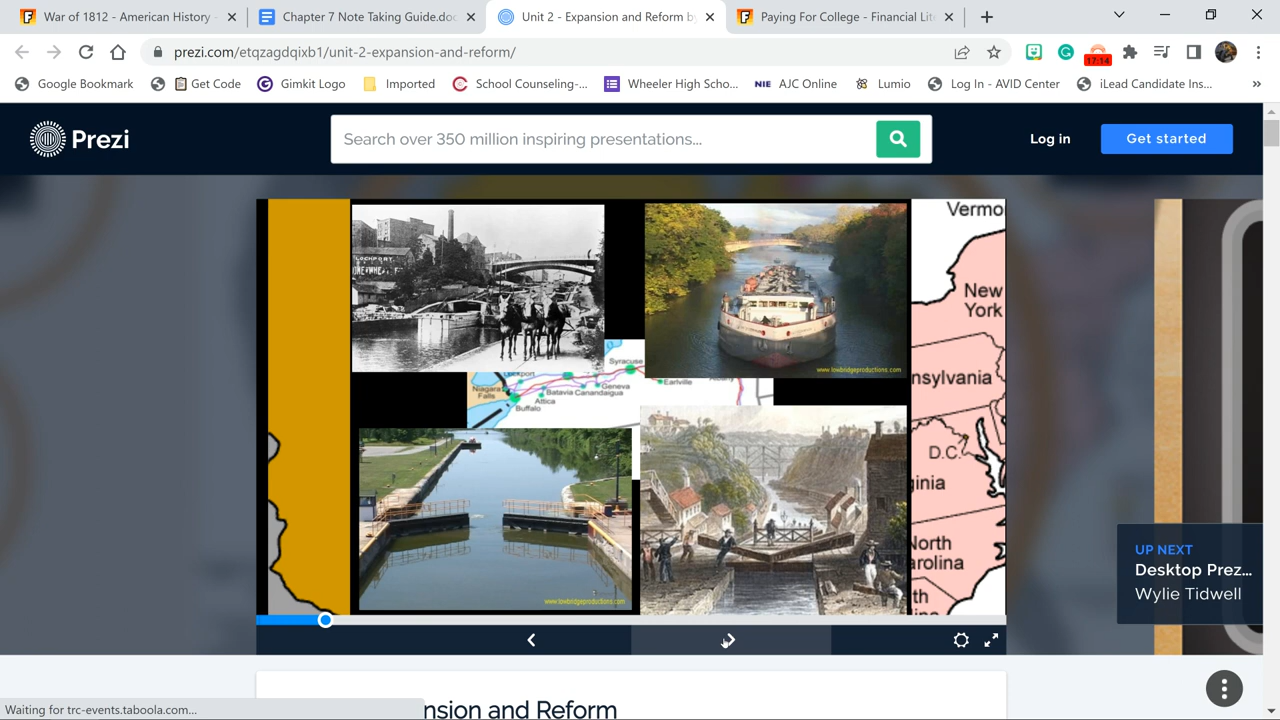 War of 1812 - American History
Chapter 7 Note Taking Guide.doc
Unit 2 - Expansion and Reform b
Paying For College - Financial Lit
prezi.com/etqzagdqixb1/unit-2-expansion-and-reform/
17:14
Google Bookmark
Get Code
Gimkit Logo
Imported
School Counseling-...
Wheeler High Scho...
NIE AJC Online
Lumio
Log In - AVID Center
iLead Candidate Ins...
»
Prezi
Search over 350 million inspiring presentations...
Log in
Get started
LOCKPORT
www.lowbridgeproductions.com
Syracuse
Lockport
Niagara
Falls
Batavia Canandaigua
Geneva
Attica
Buffalo
Earlville
Albany
www.lowbridgeproductions.com
Vermo
New
York
nsylvania
D.C.
ginia
North
arolina
th
UP NEXT
Desktop Prez...
Wylie Tidwell
nsion and Reform
Waiting for trc-events.taboola.com...